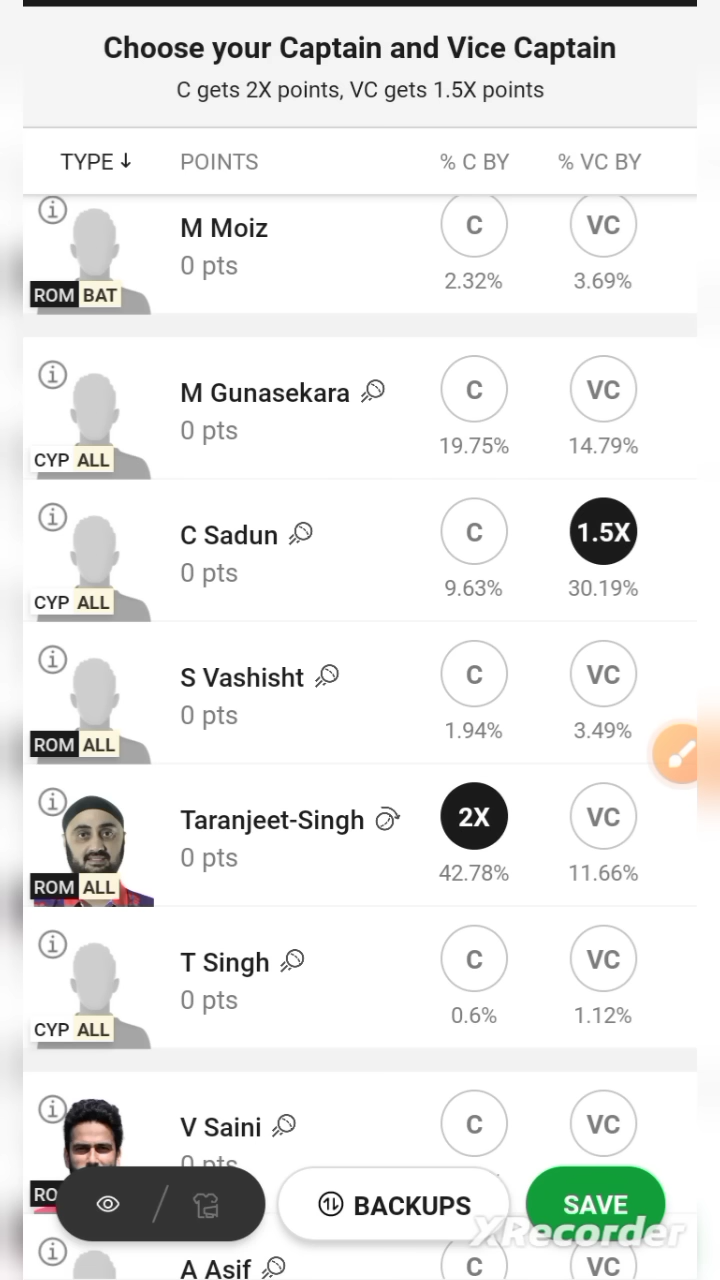 Choose your Captain and Vice Captain
C gets 2X points, VC gets 1.5X points
TYPE↓ POINTS % C BY % VC BY
M Moiz C VC
0 pts 2.32% 3.69%
ROM BAT
M Gunasekara C VC
0 pts 19.75% 14.79%
CYP ALL
C Sadun C 1.5X
0 pts 9.63% 30.19%
CYP ALL
S Vashisht C VC
0 pts 1.94% 3.49%
ROM ALL
Taranjeet-Singh 2X VC
0 pts 42.78% 11.66%
ROM ALL
T Singh C VC
0 pts 0.6% 1.12%
CYP ALL
V Saini C VC
0 pts
RO
BACKUPS SAVE
XRecorder
A Asif C VC